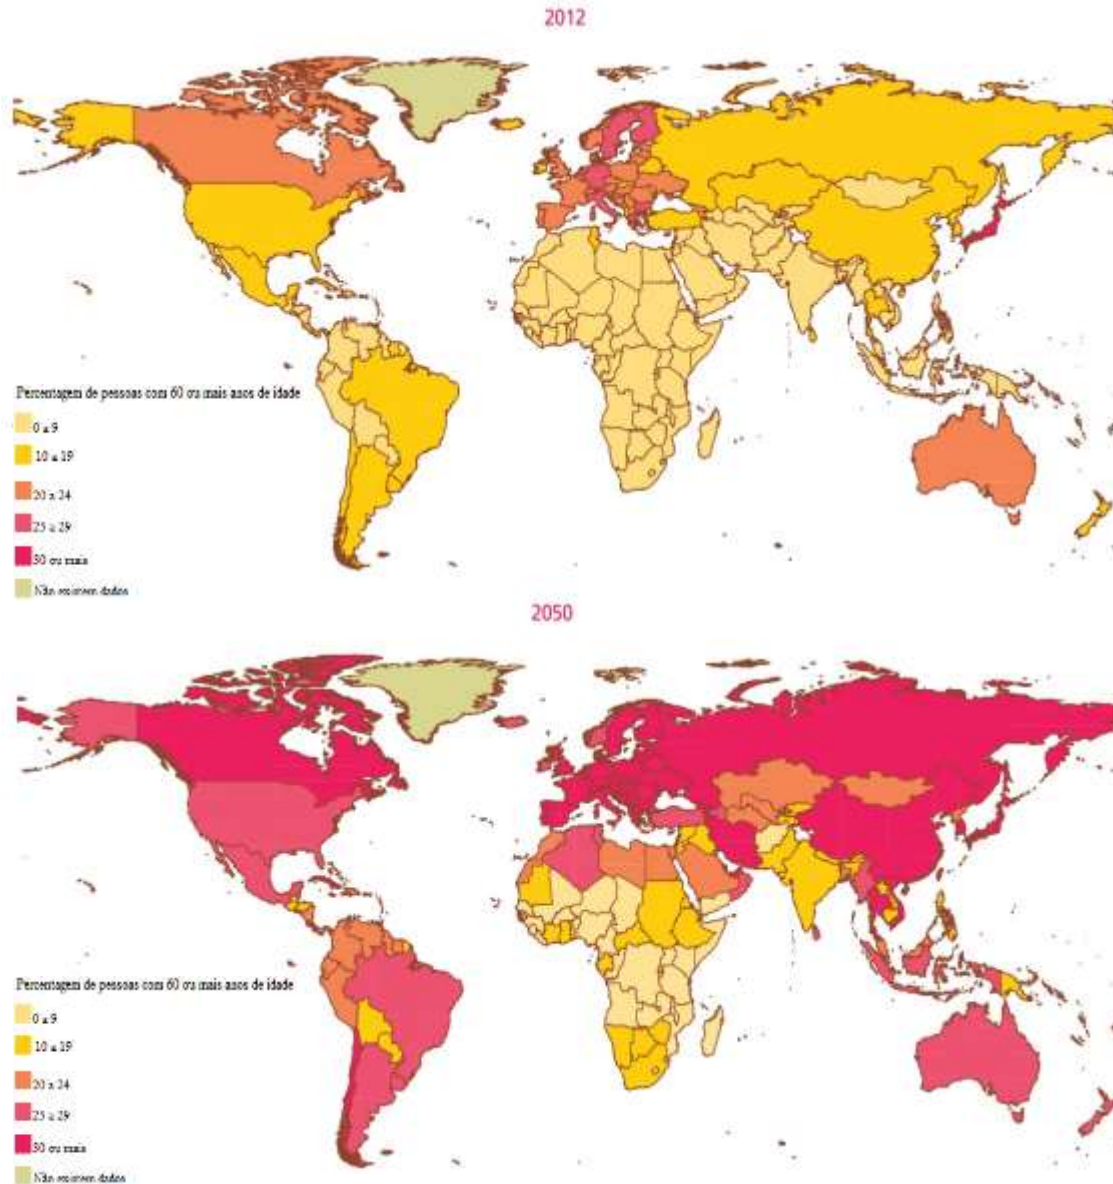 2012
Percentagem de pessoas com 60 ou mais anos de idade
0 a 9
10 a 19
20 a 24
25 a 29
30 ou mais
Não existem dados
2050
Percentagem de pessoas com 60 ou mais anos de idade
0 a 9
10 a 19
20 a 24
25 a 29
30 ou mais
Não existem dados